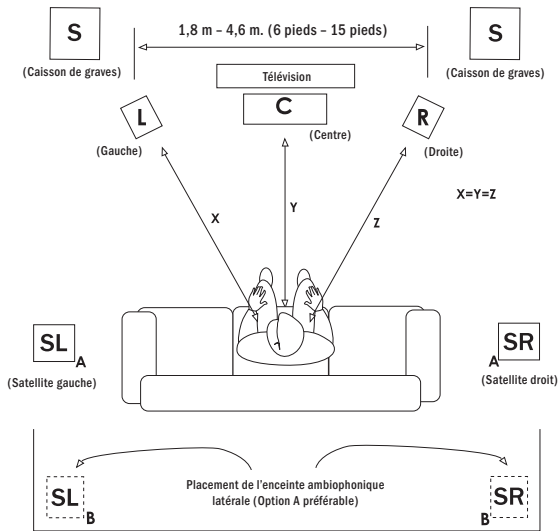 S
1,8 m – 4,6 m. (6 pieds – 15 pieds)
S
(Caisson de graves)
(Caisson de graves)
Télévision
L
C
R
(Centre)
(Gauche)
(Droite)
X=Y=Z
X
Y
Z
SL
A
A
SR
(Satellite gauche)
(Satellite droit)
Placement de l'enceinte ambiophonique
latérale (Option A préférable)
SL
B
B
SR